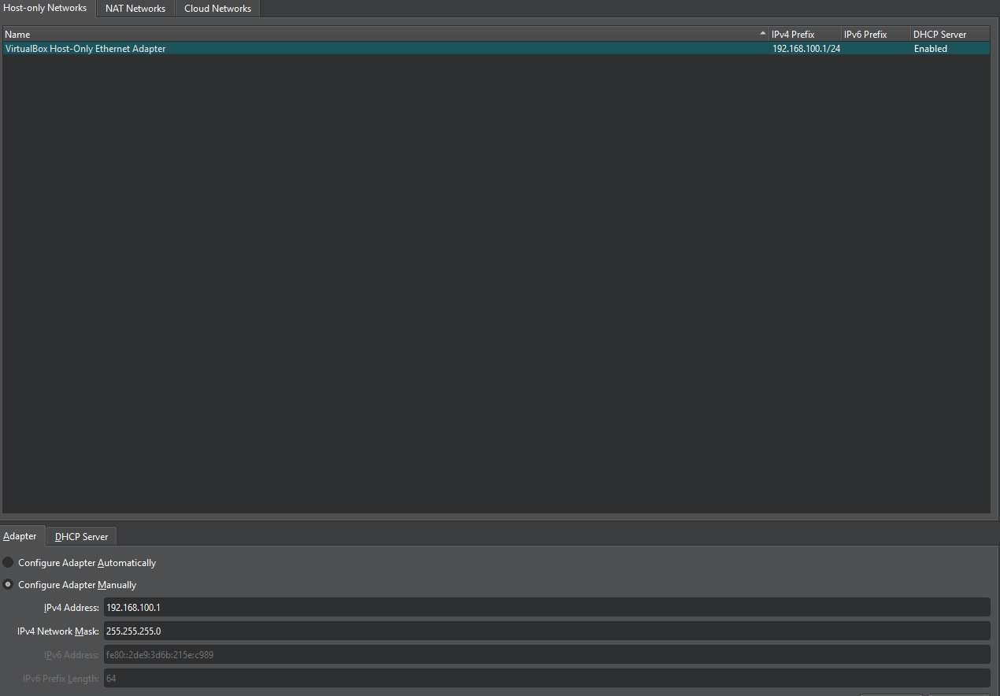 Host-only Networks NAT Networks Cloud Networks
Name IPv4 Prefix IPv6 Prefix DHCP Server
VirtualBox Host-Only Ethernet Adapter 192.168.100.1/24 Enabled
Adapter DHCP Server
Configure Adapter Automatically
Configure Adapter Manually
IPv4 Address: 192.168.100.1
IPv4 Network Mask: 255.255.255.0
IPv6 Address: fe80::2de9:3d6b:215e:c989
IPv6 Prefix Length: 64